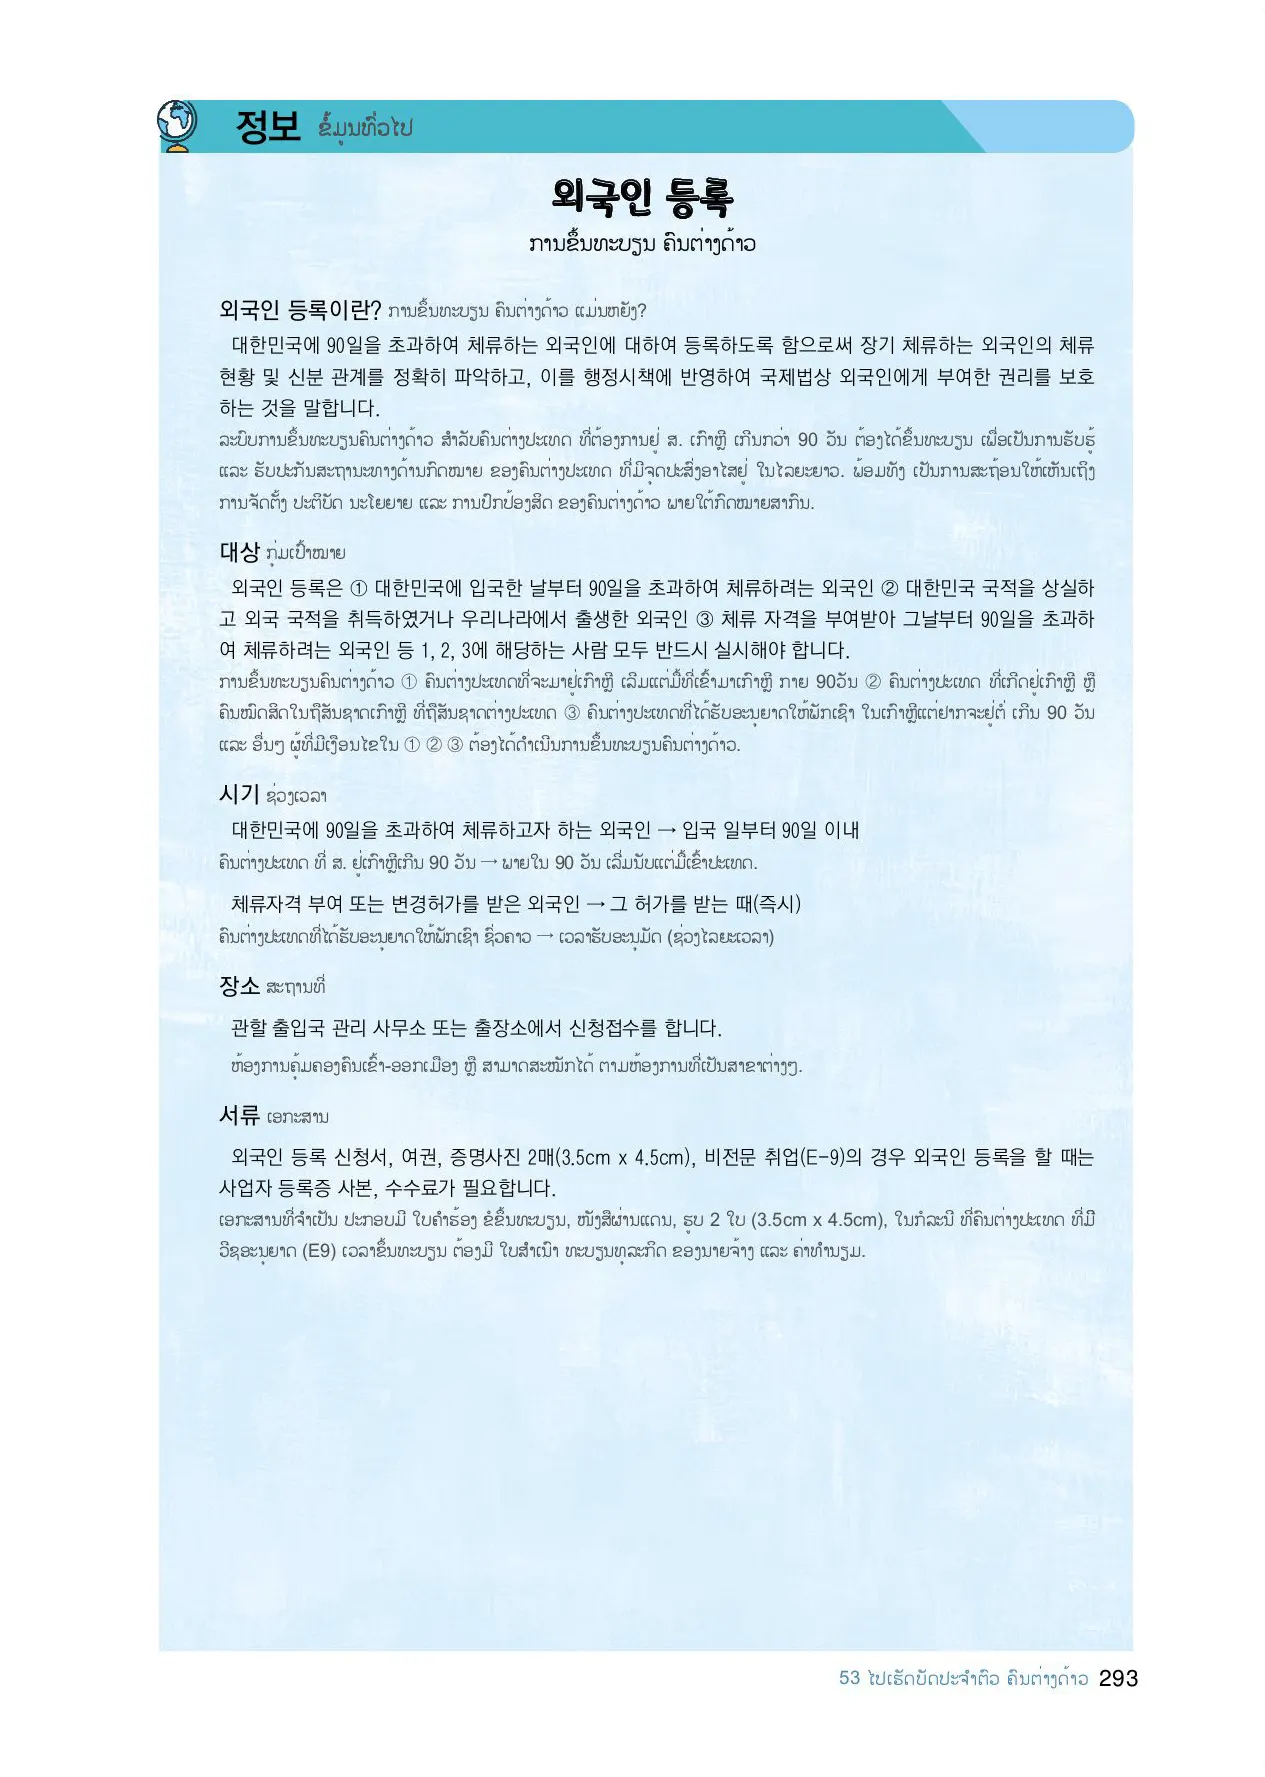 정보 ຂໍ້ມູນທົ່ວໄປ
외국인 등록
ການຂຶ້ນທະບຽນ ຄົນຕ່າງດ້າວ
외국인 등록이란? ການຂຶ້ນທະບຽນ ຄົນຕ່າງດ້າວ ແມ່ນຫຍັງ?
대한민국에 90일을 초과하여 체류하는 외국인에 대하여 등록하도록 함으로써 장기 체류하는 외국인의 체류
현황 및 신분 관계를 정확히 파악하고, 이를 행정시책에 반영하여 국제법상 외국인에게 부여한 권리를 보호
하는 것을 말합니다.
ລະບົບການຂຶ້ນທະບຽນຄົນຕ່າງດ້າວ ສຳລັບຄົນຕ່າງປະເທດ ທີ່ຕ້ອງການຢູ່ ສ. ເກົາຫຼີ ເກີນກວ່າ 90 ວັນ ຕ້ອງໄດ້ຂຶ້ນທະບຽນ ເພື່ອເປັນການຮັບຮູ້
ແລະ ຮັບປະກັນສະຖານະທາງດ້ານກົດໝາຍ ຂອງຄົນຕ່າງປະເທດ ທີ່ມີຈຸດປະສົ່ງອາໄສຢູ່ ໃນໄລຍະຍາວ. ພ້ອມທັງ ເປັນການສະຖ້ອນໃຫ້ເຫັນເຖິງ
ການຈັດຕັ້ງ ປະຕິບັດ ນະໂຍຍາຍ ແລະ ການປົກປ້ອງສິດ ຂອງຄົນຕ່າງດ້າວ ພາຍໃຕ້ກົດໝາຍສາກົນ.
대상 ກຸ່ມເປົ້າໝາຍ
외국인 등록은 ① 대한민국에 입국한 날부터 90일을 초과하여 체류하려는 외국인 ② 대한민국 국적을 상실하
고 외국 국적을 취득하였거나 우리나라에서 출생한 외국인 ③ 체류 자격을 부여받아 그날부터 90일을 초과하
여 체류하려는 외국인 등 1, 2, 3에 해당하는 사람 모두 반드시 실시해야 합니다.
ການຂຶ້ນທະບຽນຄົນຕ່າງດ້າວ ① ຄົນຕ່າງປະເທດທີ່ຈະມາຢູ່ເກົາຫຼີ ເລີມແຕ່ມື້ທີ່ເຂົ້າມາເກົາຫຼີ ກາຍ 90ວັນ ② ຄົນຕ່າງປະເທດ ທີ່ເກີດຢູ່ເກົາຫຼີ ຫຼື
ຄົນໝົດສິດໃນຖືສັນຊາດເກົາຫຼີ ທີ່ຖືສັນຊາດຕ່າງປະເທດ ③ ຄົນຕ່າງປະເທດທີ່ໄດ້ຮັບອະນຸຍາດໃຫ້ພັກເຊົາ ໃນເກົາຫຼີແຕ່ຢາກຈະຢູ່ຕໍ່ ເກີນ 90 ວັນ
ແລະ ອື່ນໆ ຜູ້ທີ່ມີເງືອນໄຂໃນ ① ② ③ ຕ້ອງໄດ້ດຳເນີນການຂຶ້ນທະບຽນຄົນຕ່າງດ້າວ.
시기 ຊ່ວງເວລາ
대한민국에 90일을 초과하여 체류하고자 하는 외국인 → 입국 일부터 90일 이내
ຄົນຕ່າງປະເທດ ທີ່ ສ. ຢູ່ເກົາຫຼີເກີນ 90 ວັນ → ພາຍໃນ 90 ວັນ ເລີ່ມນັບແຕ່ມື້ເຂົ້າປະເທດ.
체류자격 부여 또는 변경허가를 받은 외국인 → 그 허가를 받는 때(즉시)
ຄົນຕ່າງປະເທດທີ່ໄດ້ຮັບອະນຸຍາດໃຫ້ພັກເຊົາ ຊົ່ວຄາວ → ເວລາຮັບອະນຸມັດ (ຊ່ວງໄລຍະເວລາ)
장소 ສະຖານທີ່
관할 출입국 관리 사무소 또는 출장소에서 신청접수를 합니다.
ຫ້ອງການຄຸ້ມຄອງຄົນເຂົ້າ-ອອກເມືອງ ຫຼື ສາມາດສະໝັກໄດ້ ຕາມຫ້ອງການທີ່ເປັນສາຂາຕ່າງໆ.
서류 ເອກະສານ
외국인 등록 신청서, 여권, 증명사진 2매(3.5cm x 4.5cm), 비전문 취업(E-9)의 경우 외국인 등록을 할 때는
사업자 등록증 사본, 수수료가 필요합니다.
ເອກະສານທີ່ຈຳເປັນ ປະກອບມີ ໃບຄຳຮ້ອງ ຂໍຂຶ້ນທະບຽນ, ໜັງສືຜ່ານແດນ, ຮູບ 2 ໃບ (3.5cm x 4.5cm), ໃນກໍລະນີ ທີ່ຄົນຕ່າງປະເທດ ທີ່ມີ
ວີຊອະນຸຍາດ (E9) ເວລາຂຶ້ນທະບຽນ ຕ້ອງມີ ໃບສຳເນົາ ທະບຽນທຸລະກິດ ຂອງນາຍຈ້າງ ແລະ ຄ່າທຳນຽມ.
53 ໄປເຮັດບັດປະຈຳຕົວ ຄົນຕ່າງດ້າວ 293